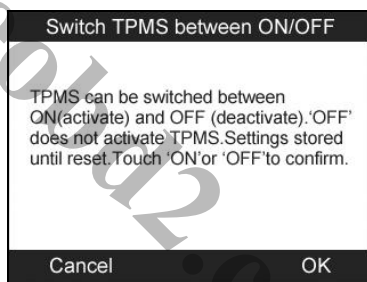 Switch TPMS between ON/OFF
TPMS can be switched between
ON(activate) and OFF (deactivate).'OFF'
does not activate TPMS.Settings stored
until reset.Touch 'ON'or 'OFF'to confirm.
Cancel OK